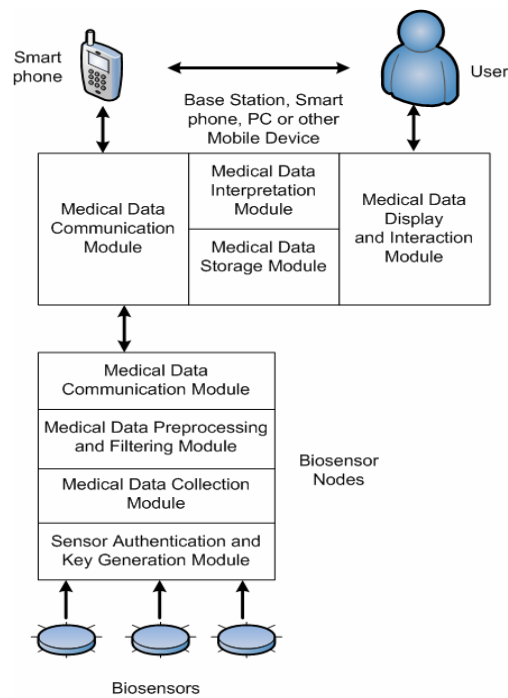 Smart
phone
User
Base Station, Smart
phone, PC or other
Mobile Device
Medical Data
Communication
Module
Medical Data
Interpretation
Module
Medical Data
Storage Module
Medical Data
Display
and Interaction
Module
Medical Data
Communication Module
Medical Data Preprocessing
and Filtering Module
Medical Data Collection
Module
Sensor Authentication and
Key Generation Module
Biosensor
Nodes
Biosensors